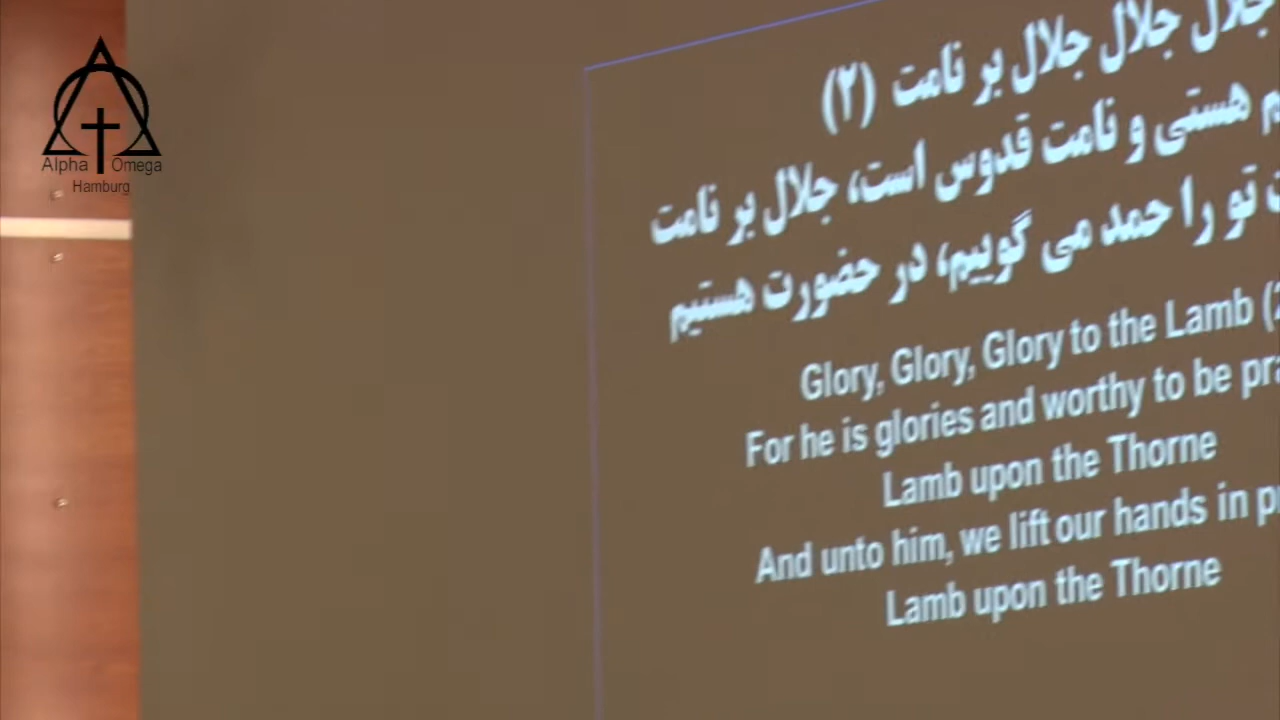 Alpha Omega
Hamburg
جلال جلال جلال بر نامت (۲)
هستی و نامت قدوس است، جلال بر نامت
تو را حمد می گوییم، در حضورت هستیم
Glory, Glory, Glory to the Lamb
For he is glories and worthy to be
Lamb upon the Thorne
And unto him, we lift our hands in
Lamb upon the Thorne